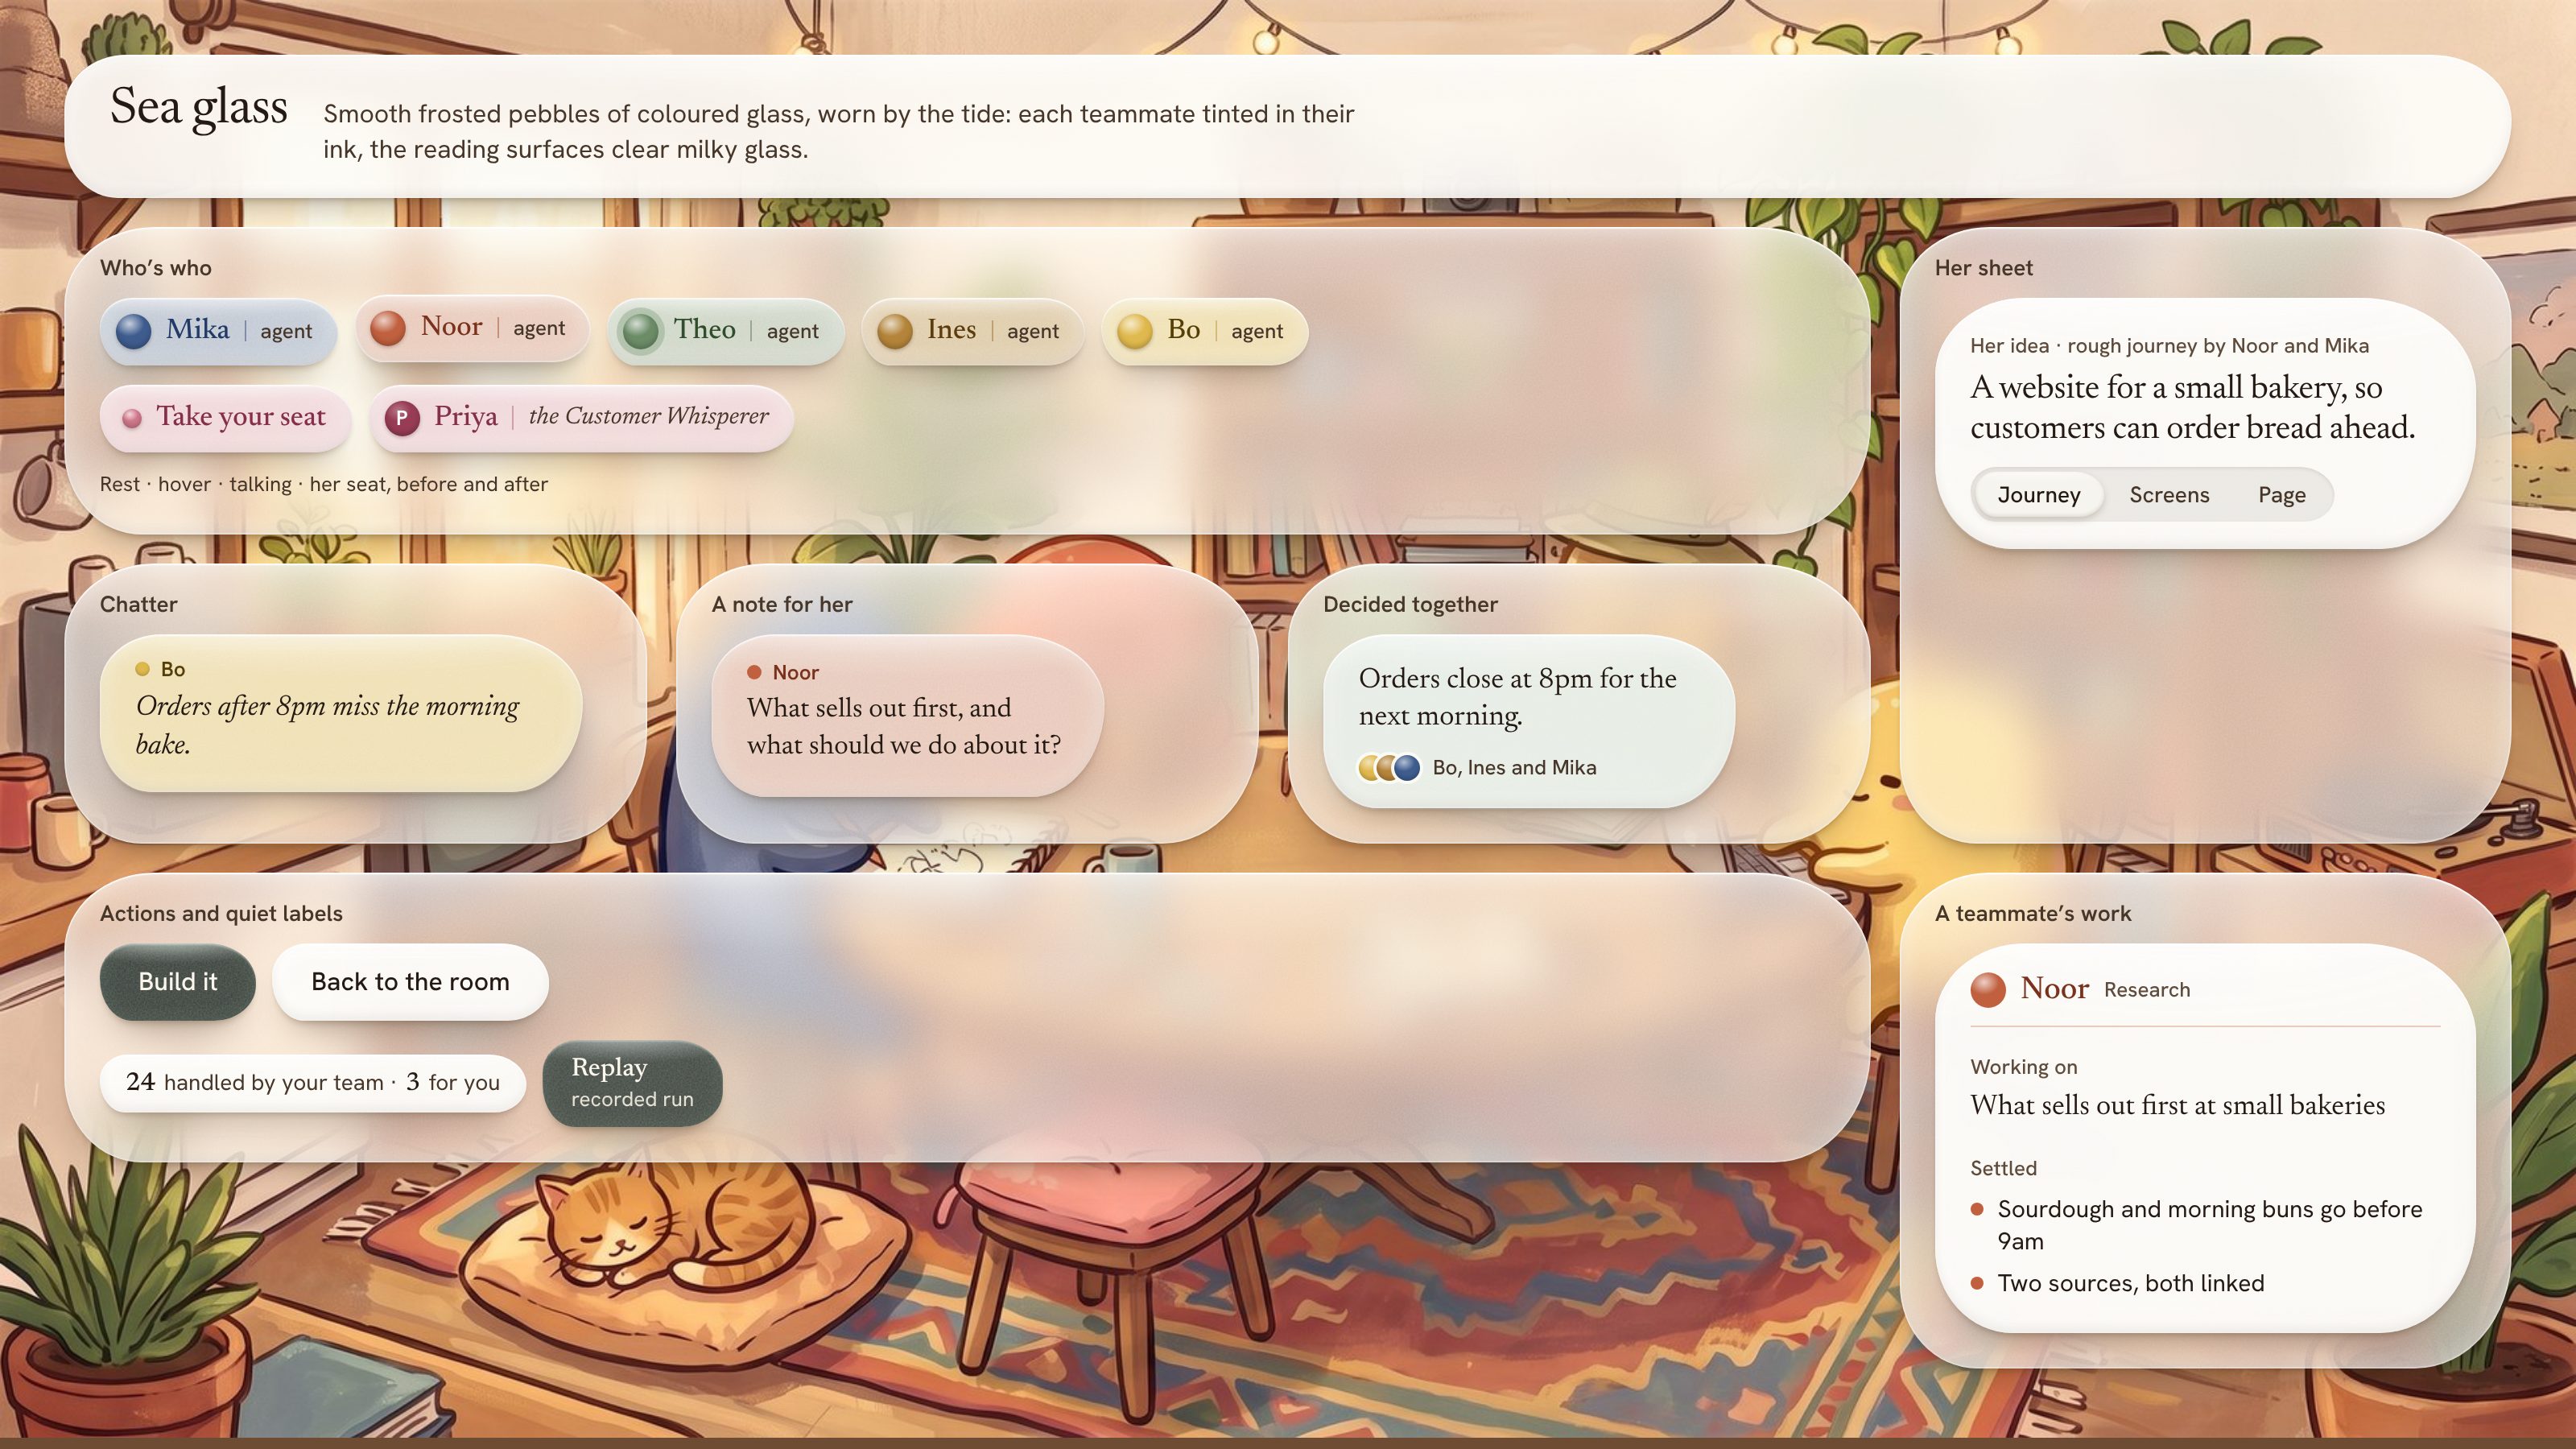 Sea glass
Smooth frosted pebbles of coloured glass, worn by the tide: each teammate tinted in their
ink, the reading surfaces clear milky glass.
Who’s who
Mika | agent
Noor | agent
Theo | agent
Ines | agent
Bo | agent
Take your seat
P Priya | the Customer Whisperer
Rest · hover · talking · her seat, before and after
Her sheet
Her idea · rough journey by Noor and Mika
A website for a small bakery, so
customers can order bread ahead.
Journey Screens Page
Chatter
Bo
Orders after 8pm miss the morning
bake.
A note for her
Noor
What sells out first, and
what should we do about it?
Decided together
Orders close at 8pm for the
next morning.
Bo, Ines and Mika
Actions and quiet labels
Build it
Back to the room
24 handled by your team · 3 for you
Replay
recorded run
A teammate’s work
Noor Research
Working on
What sells out first at small bakeries
Settled
Sourdough and morning buns go before
9am
Two sources, both linked